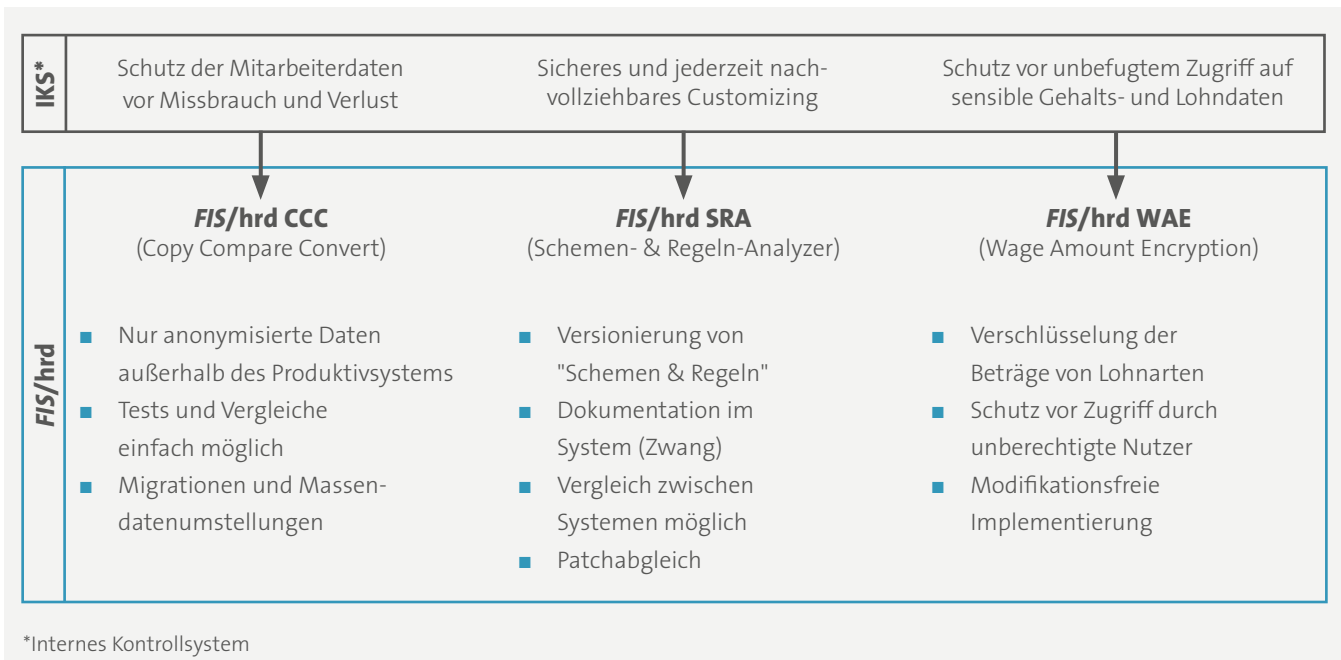 IKS*
Schutz der Mitarbeiterdaten
vor Missbrauch und Verlust
Sicheres und jederzeit nach-
vollziehbares Customizing
Schutz vor unbefugtem Zugriff auf
sensible Gehalts- und Lohndaten
FIS/hrd
FIS/hrd CCC
(Copy Compare Convert)
Nur anonymisierte Daten
außerhalb des Produktivsystems
Tests und Vergleiche
einfach möglich
Migrationen und Massen-
datenumstellungen
FIS/hrd SRA
(Schemen- & Regeln-Analyzer)
Versionierung von
"Schemen & Regeln"
Dokumentation im
System (Zwang)
Vergleich zwischen
Systemen möglich
Patchabgleich
FIS/hrd WAE
(Wage Amount Encryption)
Verschlüsselung der
Beträge von Lohnarten
Schutz vor Zugriff durch
unberechtigte Nutzer
Modifikationsfreie
Implementierung
*Internes Kontrollsystem